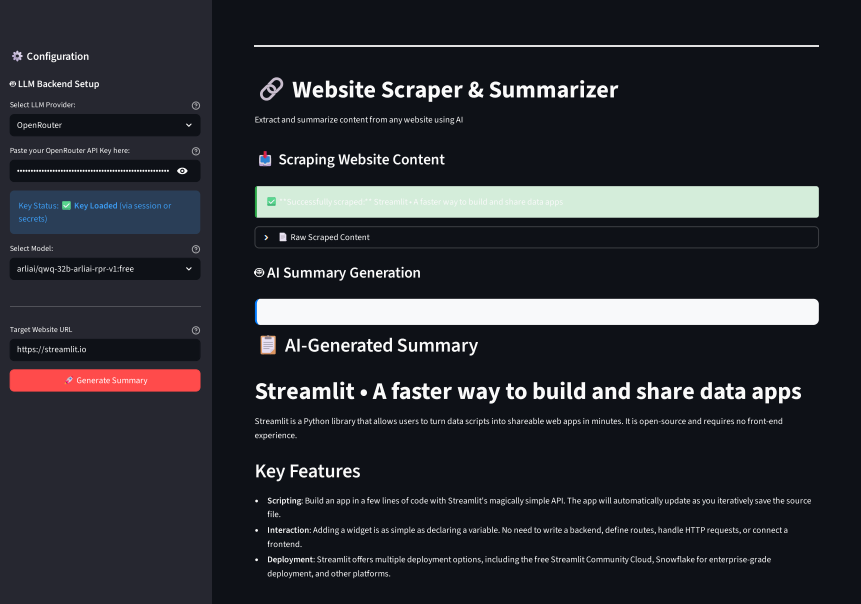 Configuration
LLM Backend Setup
Select LLM Provider:
OpenRouter
Paste your OpenRouter API Key here:
Key Status: ✅ Key Loaded (via session or
secrets)
Select Model:
arliai/qwq-32b-arliai-rpr-v1:free
Target Website URL
https://streamlit.io
Generate Summary
Website Scraper & Summarizer
Extract and summarize content from any website using AI
Scraping Website Content
✅ **Successfully scraped:** Streamlit • A faster way to build and share data apps
Raw Scraped Content
AI Summary Generation
AI-Generated Summary
Streamlit • A faster way to build and share data apps
Streamlit is a Python library that allows users to turn data scripts into shareable web apps in minutes. It is open-source and requires no front-end
experience.
Key Features
• Scripting: Build an app in a few lines of code with Streamlit's magically simple API. The app will automatically update as you iteratively save the source
file.
• Interaction: Adding a widget is as simple as declaring a variable. No need to write a backend, define routes, handle HTTP requests, or connect a
frontend.
• Deployment: Streamlit offers multiple deployment options, including the free Streamlit Community Cloud, Snowflake for enterprise-grade
deployment, and other platforms.